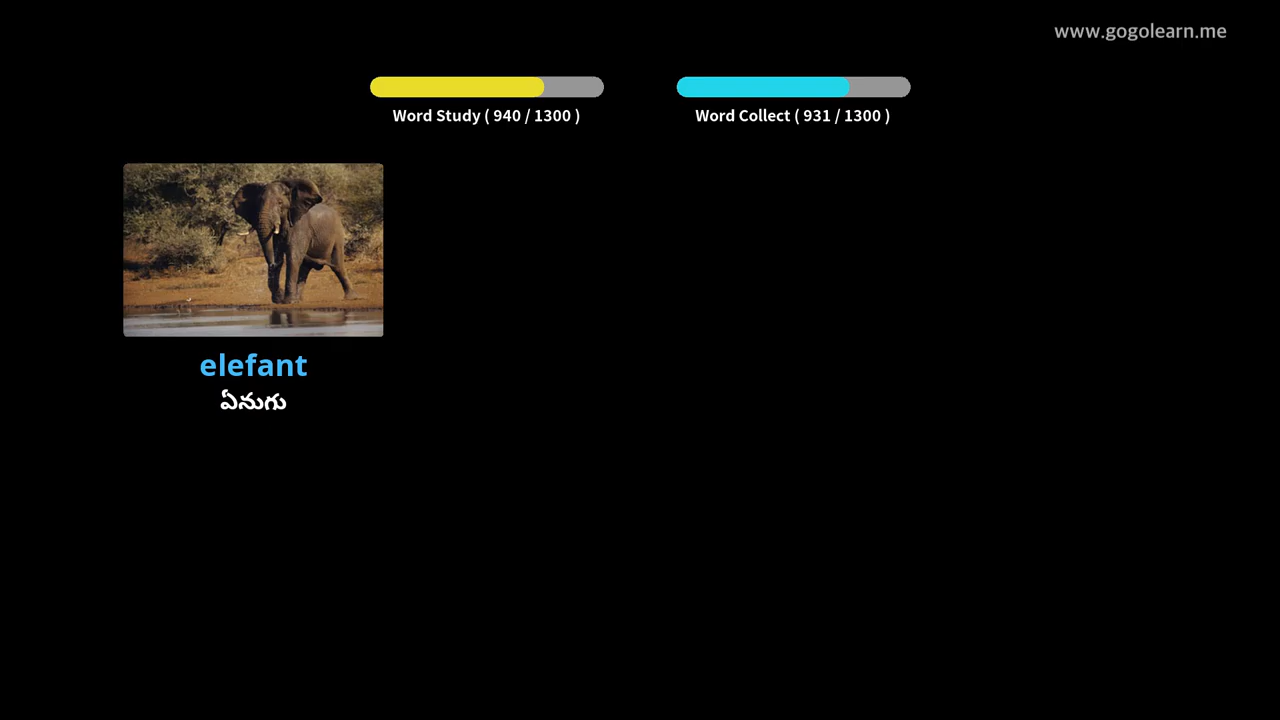 www.gogolearn.me
Word Study ( 940 / 1300 )
Word Collect ( 931 / 1300 )
elefant
ఏనుగు